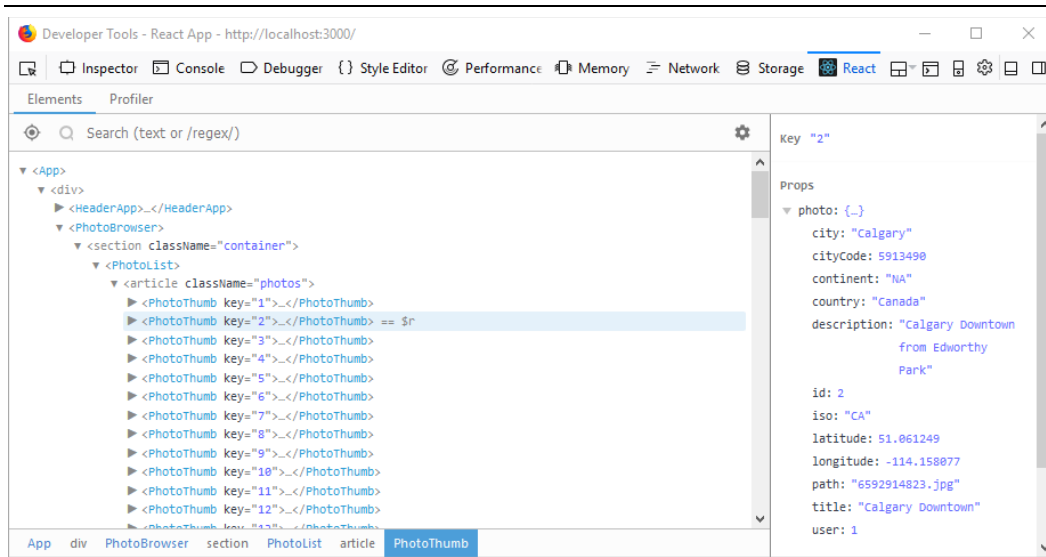 Developer Tools - React App - http://localhost:3000/
Inspector Console Debugger {} Style Editor Performance Memory Network Storage React
Elements Profiler
Search (text or /regex/)
▼ <App>
▼ <div>
▶ <HeaderApp>…</HeaderApp>
▼ <PhotoBrowser>
▼ <section className="container">
▼ <PhotoList>
▼ <article className="photos">
▶ <PhotoThumb key="1">…</PhotoThumb>
▶ <PhotoThumb key="2">…</PhotoThumb> == $r
▶ <PhotoThumb key="3">…</PhotoThumb>
▶ <PhotoThumb key="4">…</PhotoThumb>
▶ <PhotoThumb key="5">…</PhotoThumb>
▶ <PhotoThumb key="6">…</PhotoThumb>
▶ <PhotoThumb key="7">…</PhotoThumb>
▶ <PhotoThumb key="8">…</PhotoThumb>
▶ <PhotoThumb key="9">…</PhotoThumb>
▶ <PhotoThumb key="10">…</PhotoThumb>
▶ <PhotoThumb key="11">…</PhotoThumb>
▶ <PhotoThumb key="12">…</PhotoThumb>
App div PhotoBrowser section PhotoList article PhotoThumb
Key "2"
Props
▼ photo: {…}
city: "Calgary"
cityCode: 5913490
continent: "NA"
country: "Canada"
description: "Calgary Downtown
from Edworthy
Park"
id: 2
iso: "CA"
latitude: 51.061249
longitude: -114.158077
path: "6592914823.jpg"
title: "Calgary Downtown"
user: 1